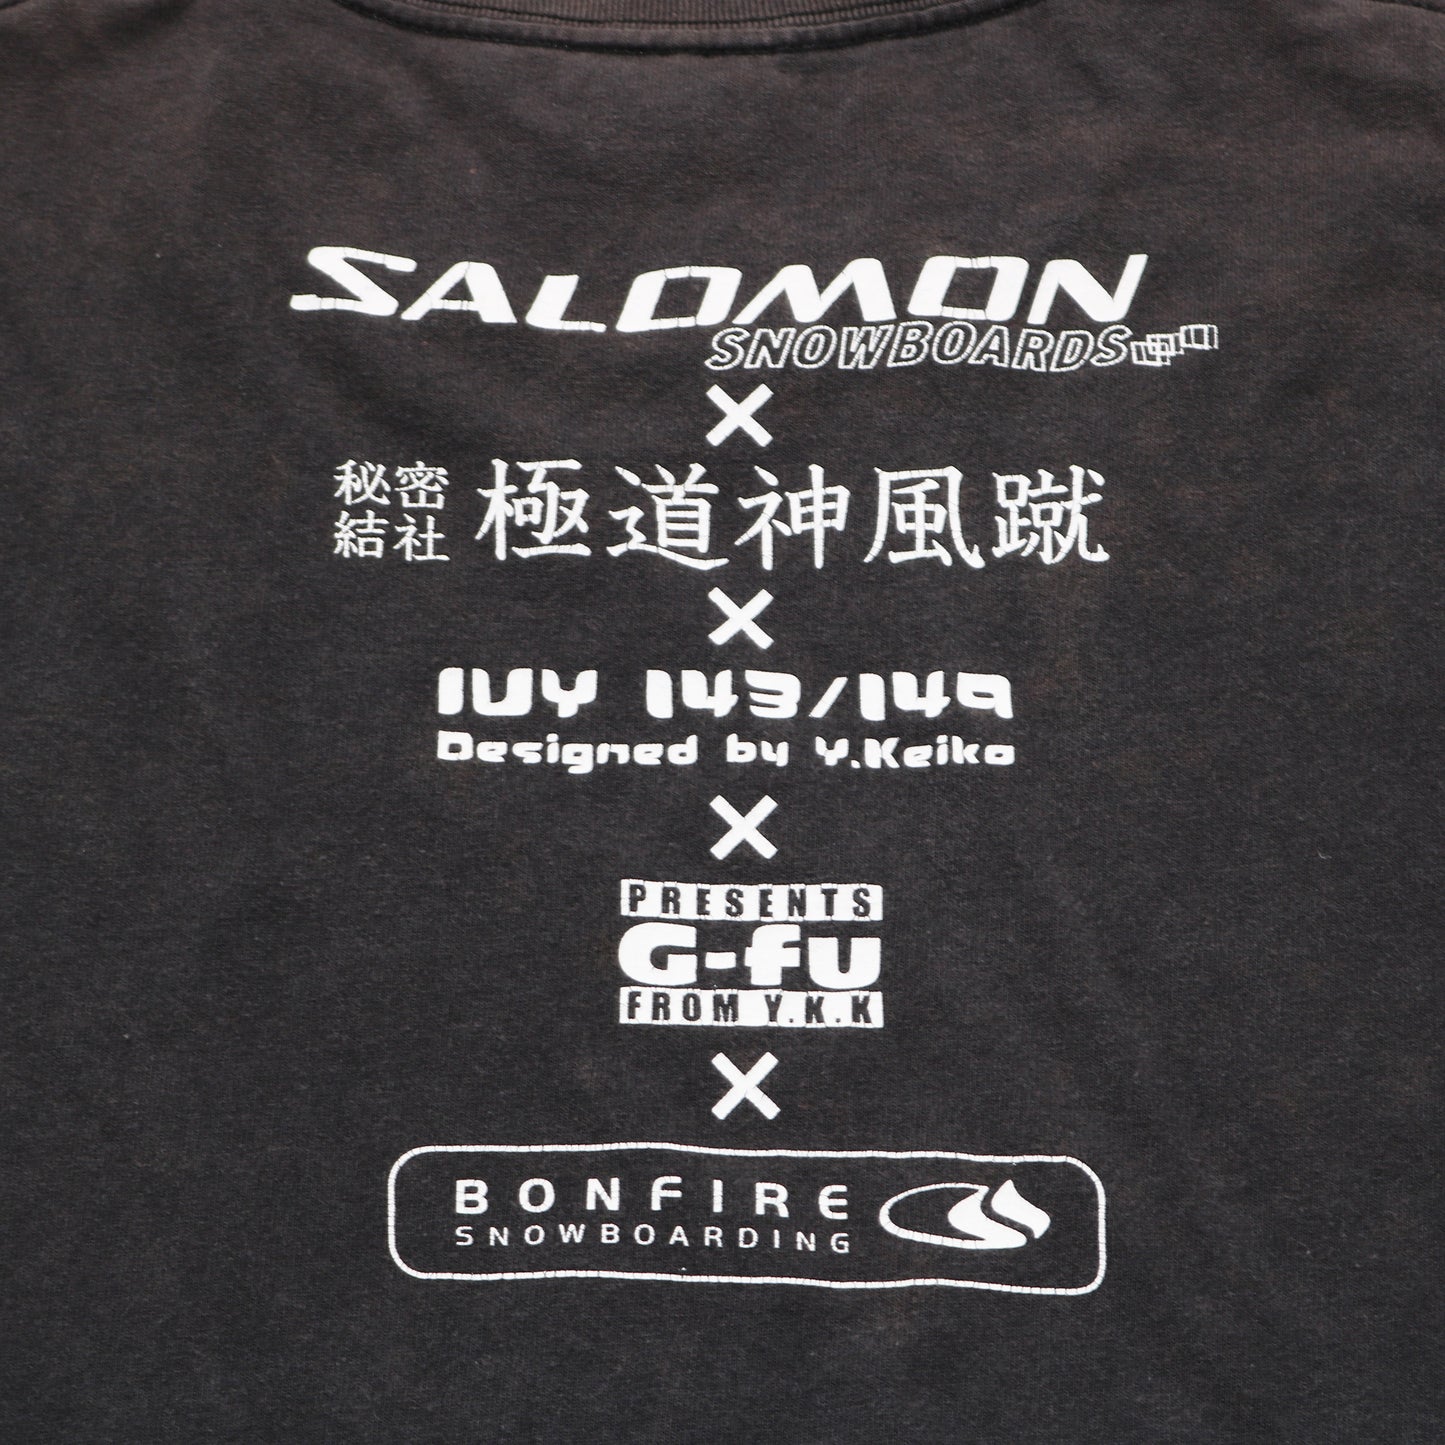 SALOMON
SNOWBOARDS
×
秘密結社 極道神風蹴
×
IVY 143/149
Designed by Y.Keiko
×
PRESENTS
G-fu
FROM Y.K.K
×
BONFIRE
SNOWBOARDING